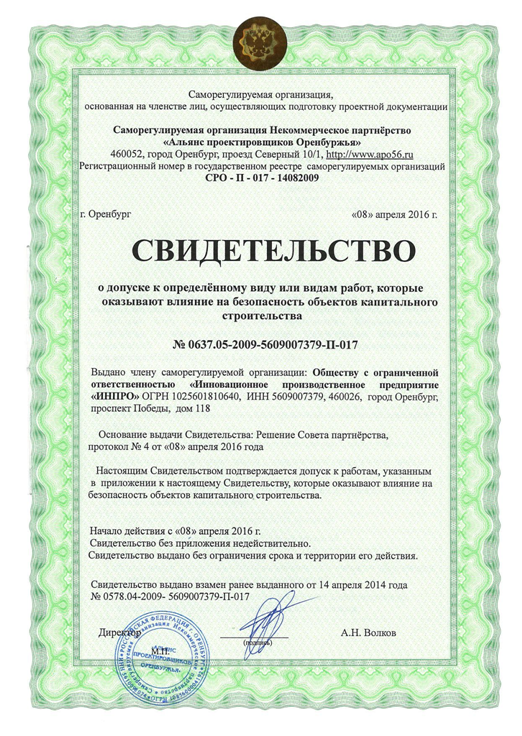 Саморегулируемая организация,
основанная на членстве лиц, осуществляющих подготовку проектной документации
Саморегулируемая организация Некоммерческое партнёрство
«Альянс проектировщиков Оренбуржья»
460052, город Оренбург, проезд Северный 10/1, http://www.apo56.ru
Регистрационный номер в государственном реестре саморегулируемых организаций
СРО - П - 017 - 14082009
г. Оренбург «08» апреля 2016 г.
СВИДЕТЕЛЬСТВО
о допуске к определённому виду или видам работ, которые
оказывают влияние на безопасность объектов капитального
строительства
№ 0637.05-2009-5609007379-П-017
Выдано члену саморегулируемой организации: Обществу с ограниченной
ответственностью «Инновационное производственное предприятие
«ИНПРО» ОГРН 1025601810640, ИНН 5609007379, 460026, город Оренбург,
проспект Победы, дом 118
Основание выдачи Свидетельства: Решение Совета партнёрства,
протокол № 4 от «08» апреля 2016 года
Настоящим Свидетельством подтверждается допуск к работам, указанным
в приложении к настоящему Свидетельству, которые оказывают влияние на
безопасность объектов капитального строительства.
Начало действия с «08» апреля 2016 г.
Свидетельство без приложения недействительно.
Свидетельство выдано без ограничения срока и территории его действия.
Свидетельство выдано взамен ранее выданного от 14 апреля 2014 года
№ 0578.04-2009- 5609007379-П-017
Директор А.Н. Волков
(подпись)
М.П.
АЛЬЯНС
ПРОЕКТИРОВЩИКОВ
ОРЕНБУРЖЬЯ